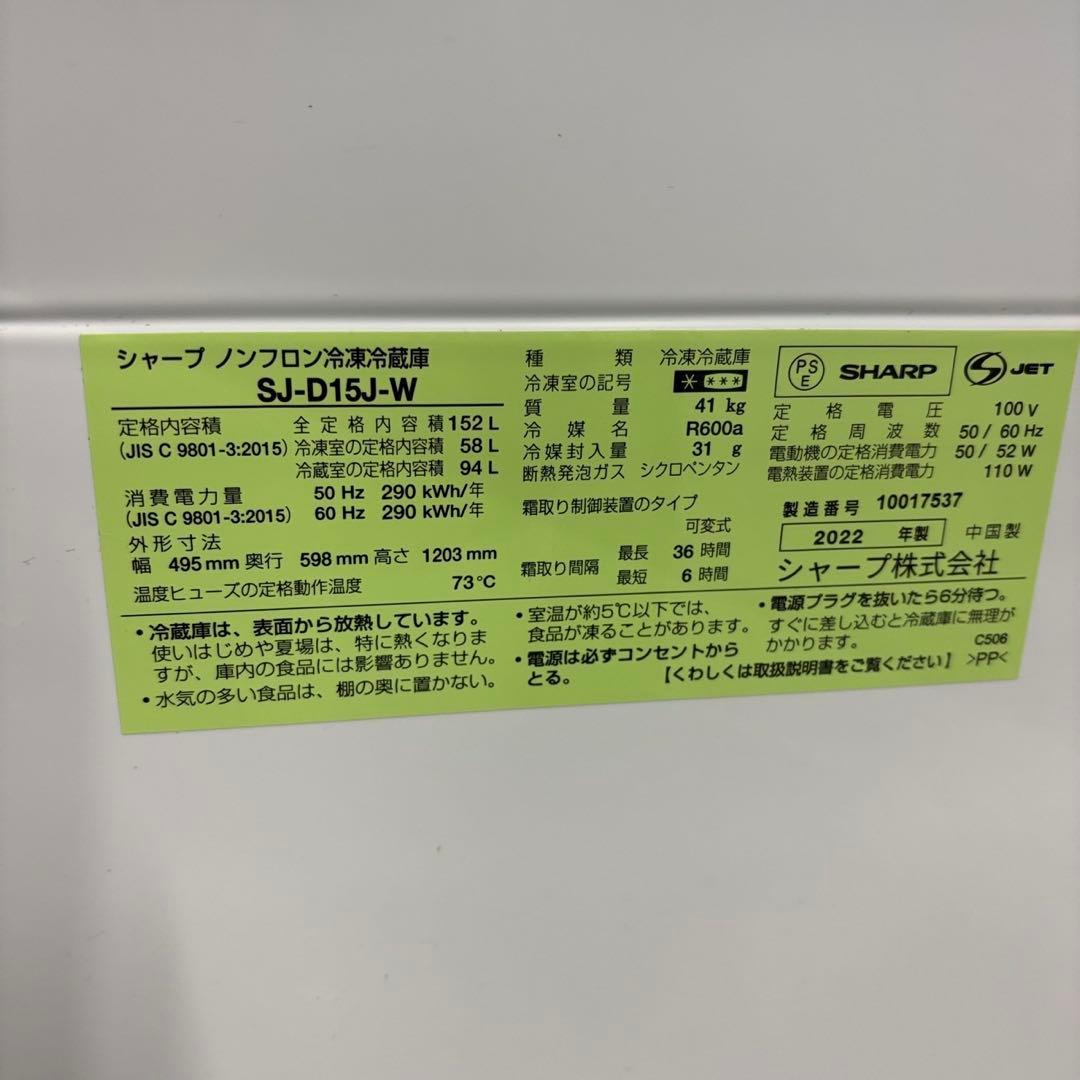 シャープ ノンフロン冷凍冷蔵庫
SJ-D15J-W
定格内容積 全定格内容積 152 L
(JIS C 9801-3:2015) 冷凍室の定格内容積 58 L
冷蔵室の定格内容積 94 L
消費電力量 50 Hz 290 kWh/年
(JIS C 9801-3:2015) 60 Hz 290 kWh/年
外形寸法
幅 495 mm 奥行 598 mm 高さ 1203 mm
温度ヒューズの定格動作温度 73℃
種類 冷凍冷蔵庫
冷凍室の記号 * ***
質量 41 kg
冷媒名 R600a
冷媒封入量 31 g
断熱発泡ガス シクロペンタン
霜取り制御装置のタイプ
可変式
霜取り間隔 最長 36 時間
最短 6 時間
PSE SHARP S JET
定格電圧 100 V
定格周波数 50 / 60 Hz
電動機の定格消費電力 50 / 52 W
電熱装置の定格消費電力 110 W
製造番号 10017537
2022 年製 中国製
シャープ株式会社
・冷蔵庫は、表面から放熱しています。
使いはじめや夏場は、特に熱くなりま
すが、庫内の食品には影響ありません。
・水気の多い食品は、棚の奥に置かない。
・室温が約5℃以下では、
食品が凍ることがあります。
・電源は必ずコンセントから
とる。
・電源プラグを抜いたら6分待つ。
すぐに差し込むと冷蔵庫に無理が
かかります。 C506
【くわしくは取扱説明書をご覧ください】 >PP<